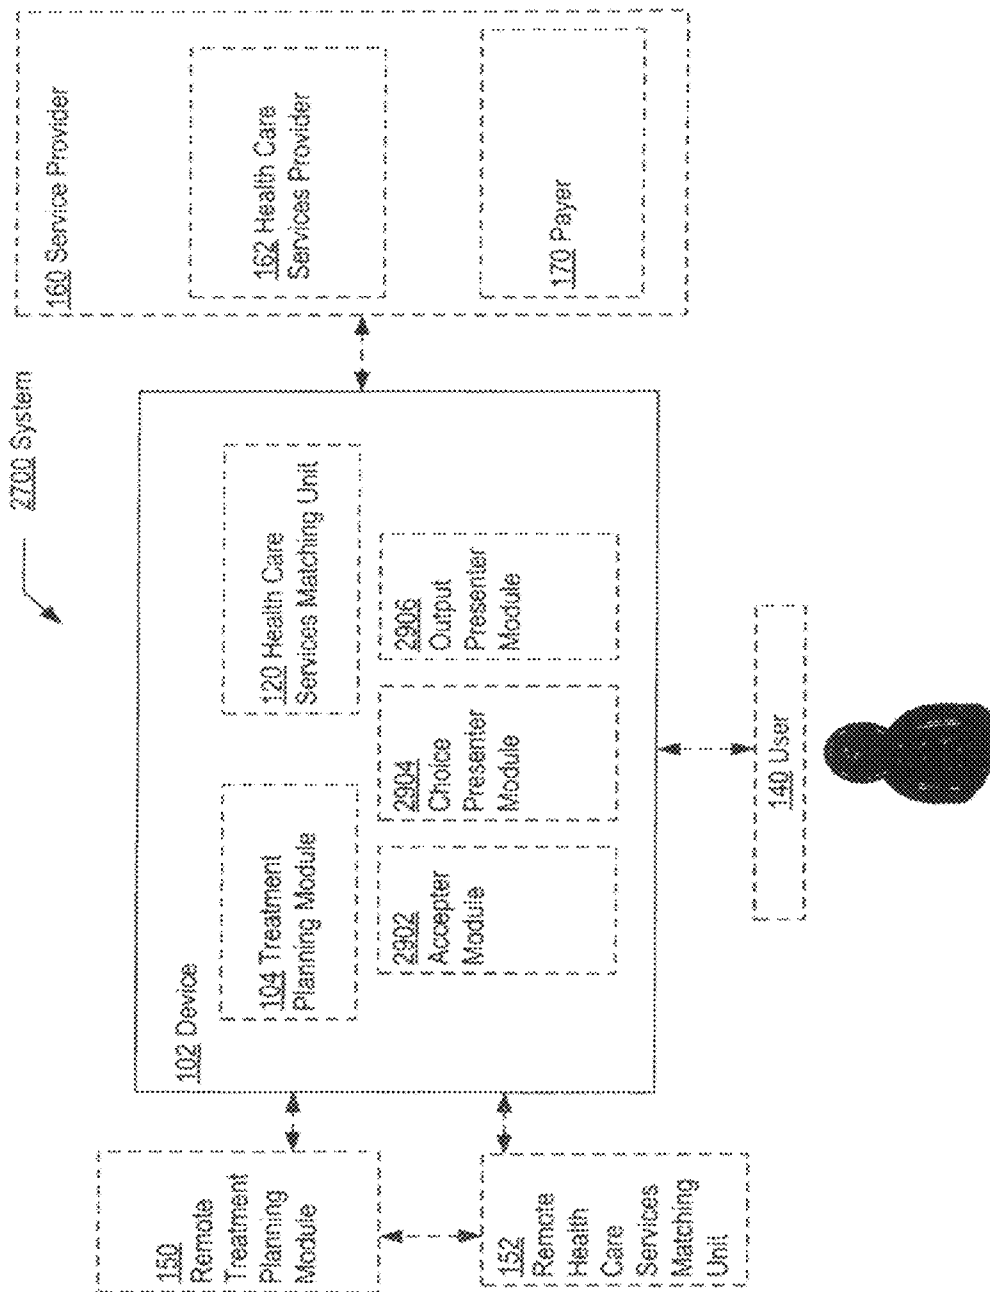 2700 System
160 Service Provider
162 Health Care
Services Provider
170 Payer
102 Device
104 Treatment
Planning Module
120 Health Care
Services Matching Unit
2902
Accepter
Module
2904
Choice
Presenter
Module
2906
Output
Presenter
Module
150
Remote
Treatment
Planning
Module
152
Remote
Health
Care
Services
Matching
Unit
140 User